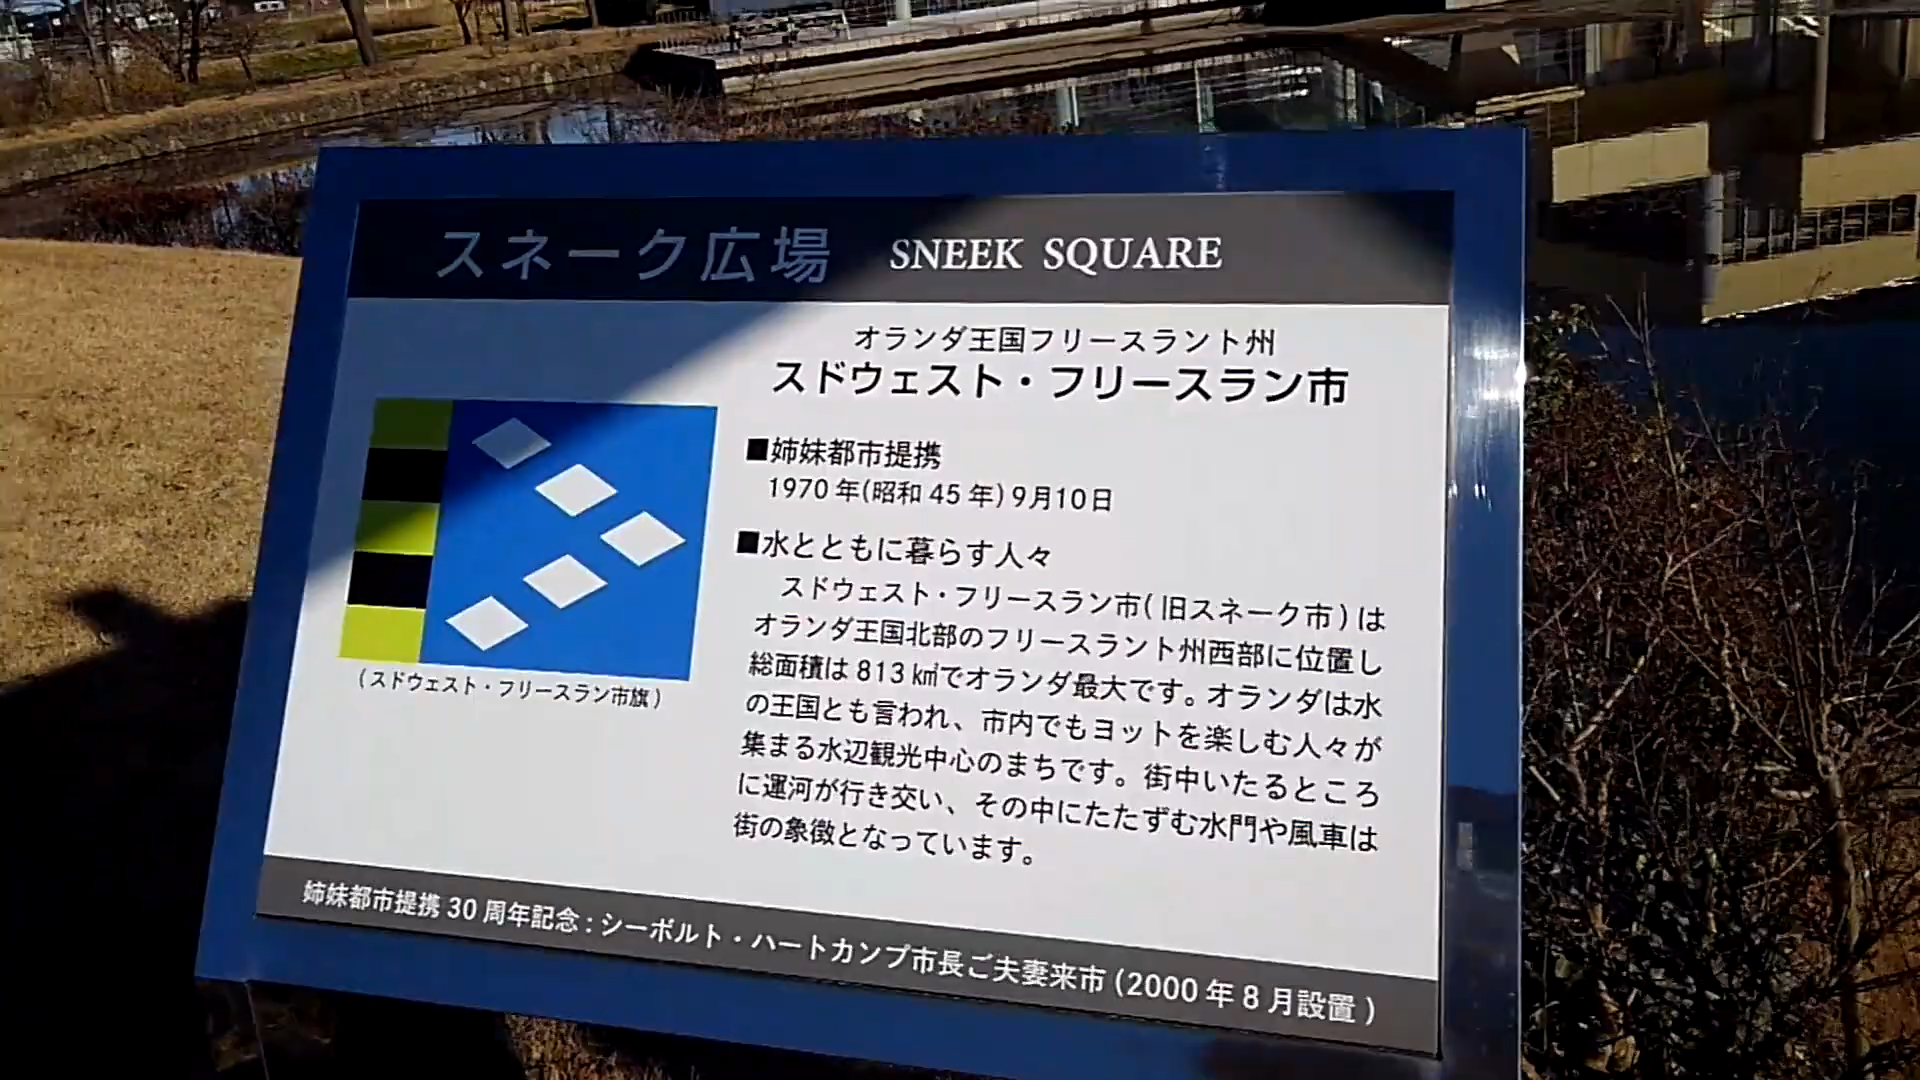 スネーク広場 SNEEK SQUARE
オランダ王国フリースラント州
スドウェスト・フリースラン市
■姉妹都市提携
1970年(昭和45年)9月10日
■水とともに暮らす人々
スドウェスト・フリースラン市(旧スネーク市)は
オランダ王国北部のフリースラント州西部に位置し
総面積は813㎢でオランダ最大です。オランダは水
の王国とも言われ、市内でもヨットを楽しむ人々が
集まる水辺観光中心のまちです。街中いたるところ
に運河が行き交い、その中にたたずむ水門や風車は
街の象徴となっています。
(スドウェスト・フリースラン市旗)
姉妹都市提携30周年記念:シーボルト・ハートカンプ市長ご夫妻来市(2000年8月設置)